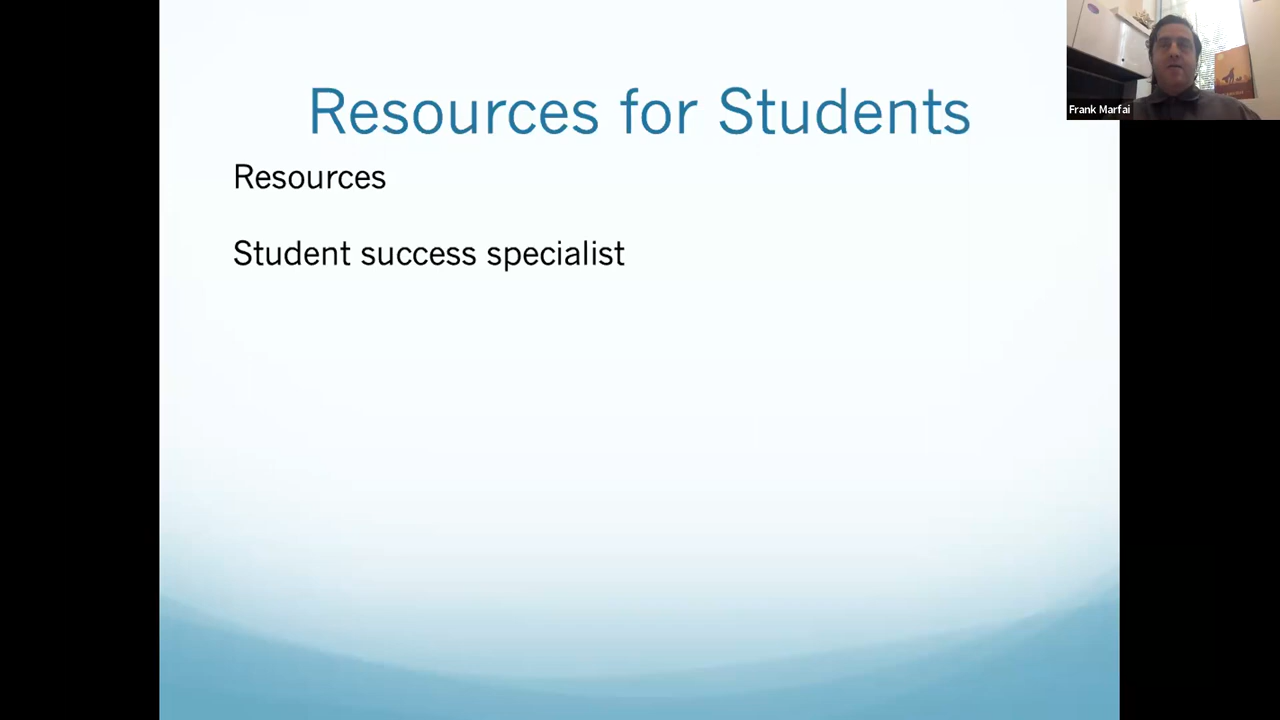 Resources for Students
Resources
Student success specialist
Frank Marfai